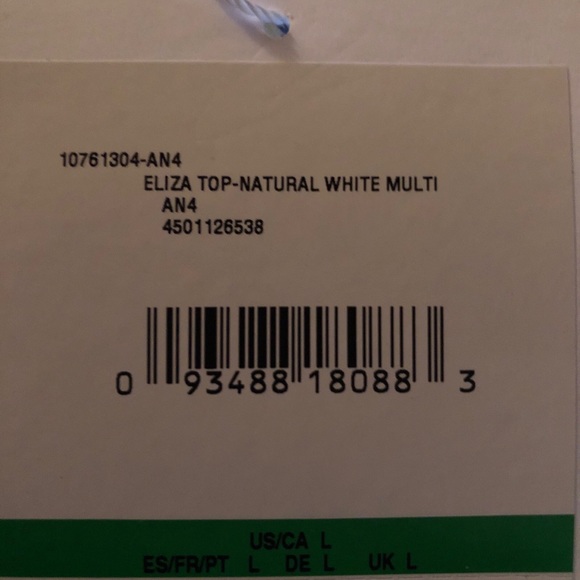 10761304-AN4
ELIZA TOP-NATURAL WHITE MULTI
AN4
4501126538
0 93488 18088 3
US/CA L
ES/FR/PT L DE L UK L